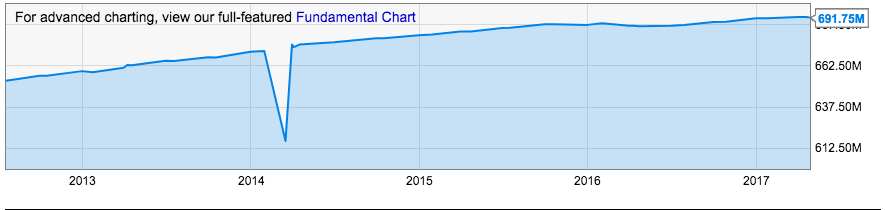 For advanced charting, view our full-featured Fundamental Chart
691.75M
662.50M
637.50M
612.50M
2013 2014 2015 2016 2017